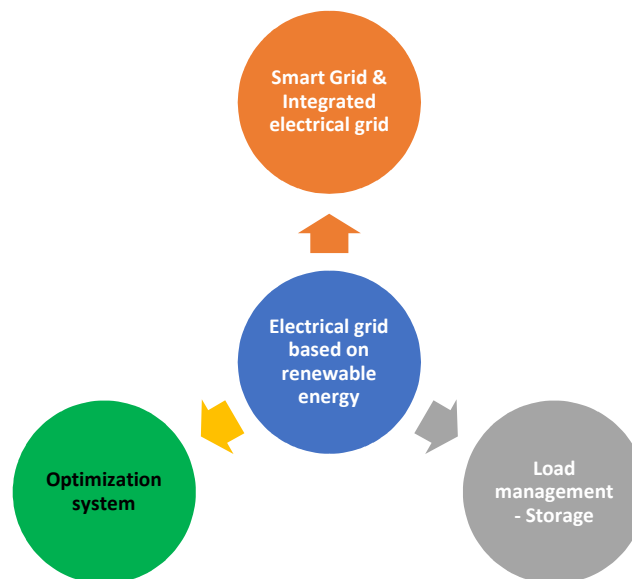 Smart Grid &
Integrated
electrical grid
Electrical grid
based on
renewable
energy
Optimization
system
Load
management
- Storage